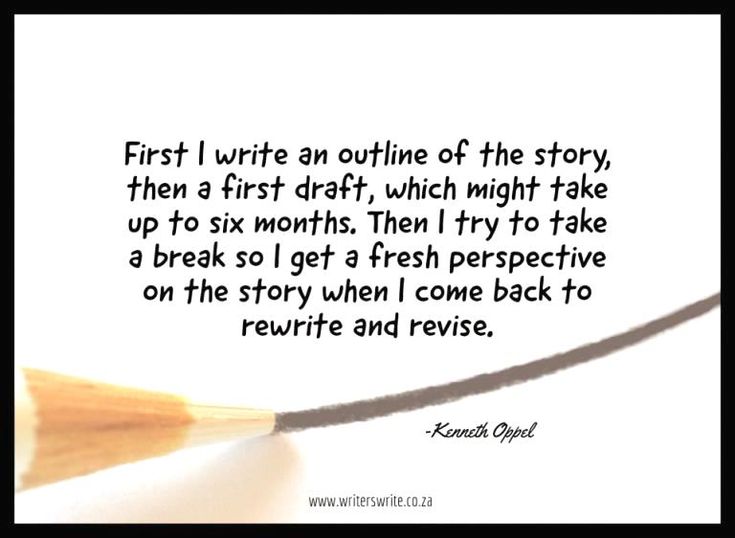 First I write an outline of the story,
then a first draft, which might take
up to six months. Then I try to take
a break so I get a fresh perspective
on the story when I come back to
rewrite and revise.
-Kenneth Oppel
www.writerswrite.co.za